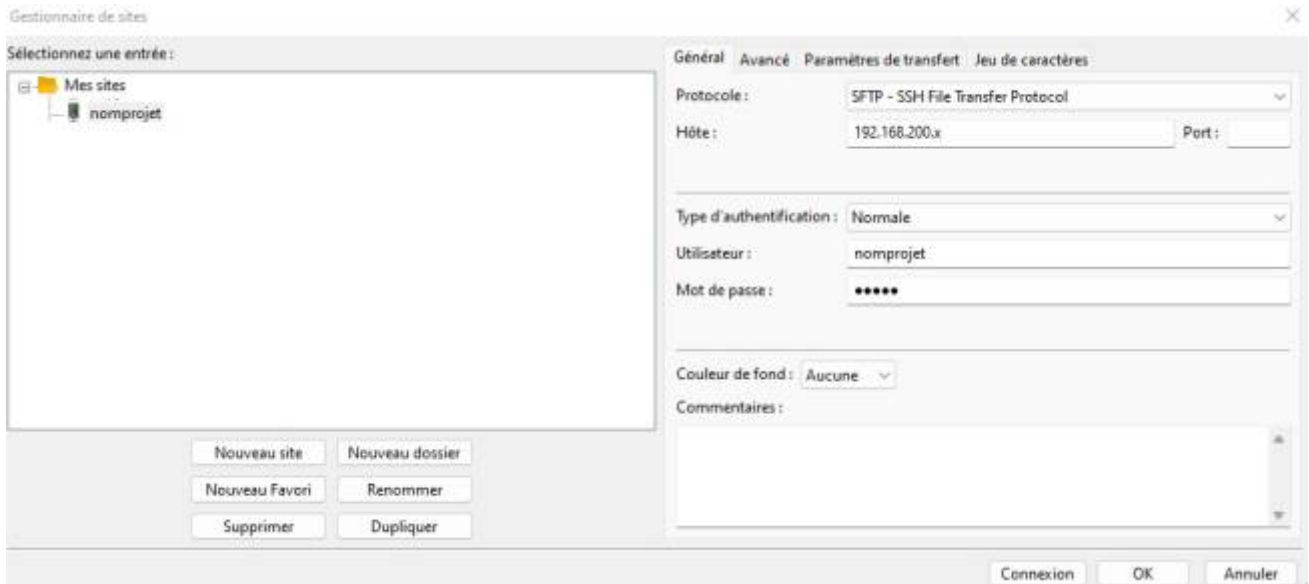 Gestionnaire de sites
Sélectionnez une entrée :
Mes sites
nomprojet
Nouveau site
Nouveau dossier
Nouveau Favori
Renommer
Supprimer
Dupliquer
Général Avancé Paramètres de transfert Jeu de caractères
Protocole : SFTP - SSH File Transfer Protocol
Hôte : 192.168.200.x Port :
Type d'authentification : Normale
Utilisateur : nomprojet
Mot de passe : •••••
Couleur de fond : Aucune
Commentaires :
Connexion OK Annuler